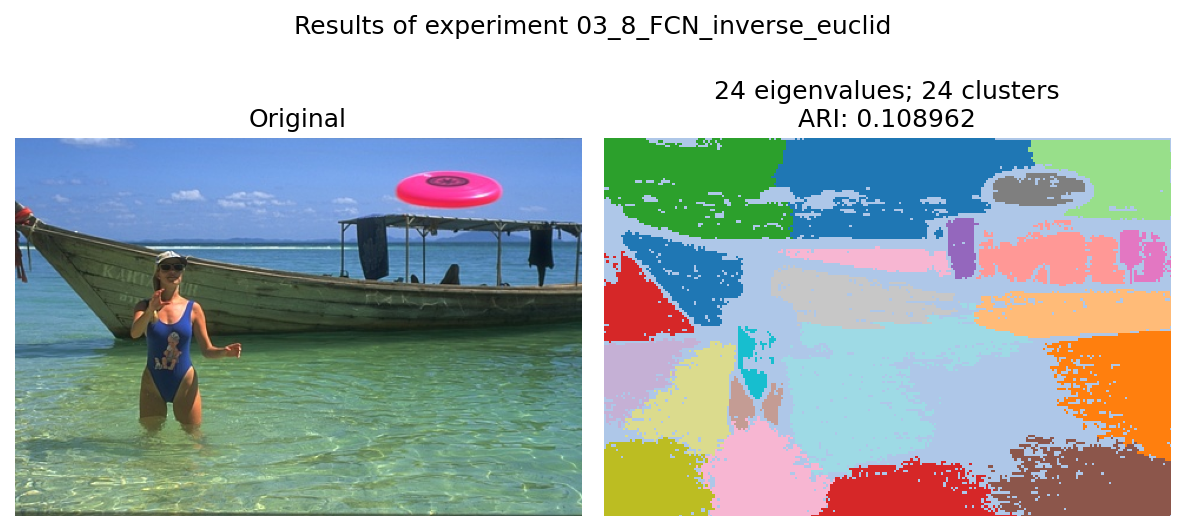 Results of experiment 03_8_FCN_inverse_euclid
Original
24 eigenvalues; 24 clusters
ARI: 0.108962